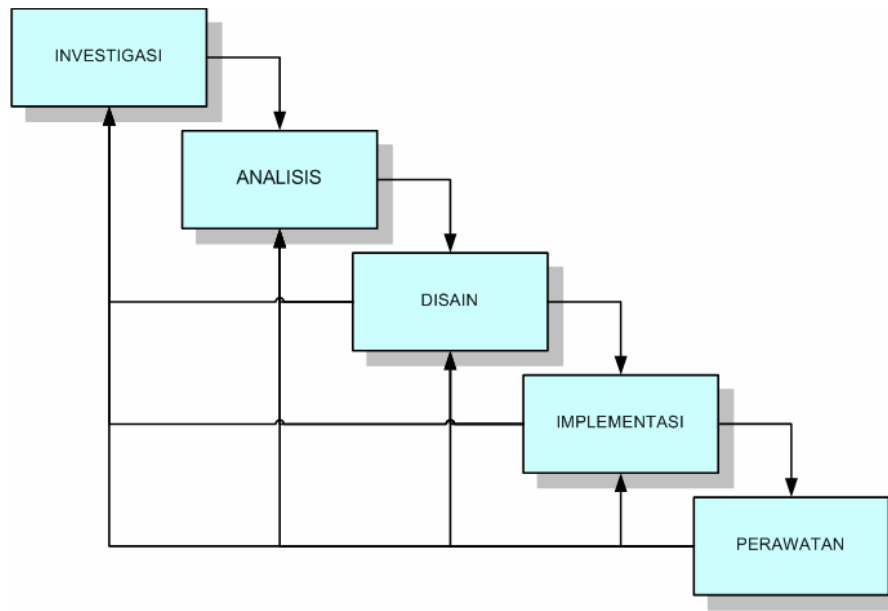 INVESTIGASI
ANALISIS
DISAIN
IMPLEMENTASI
PERAWATAN